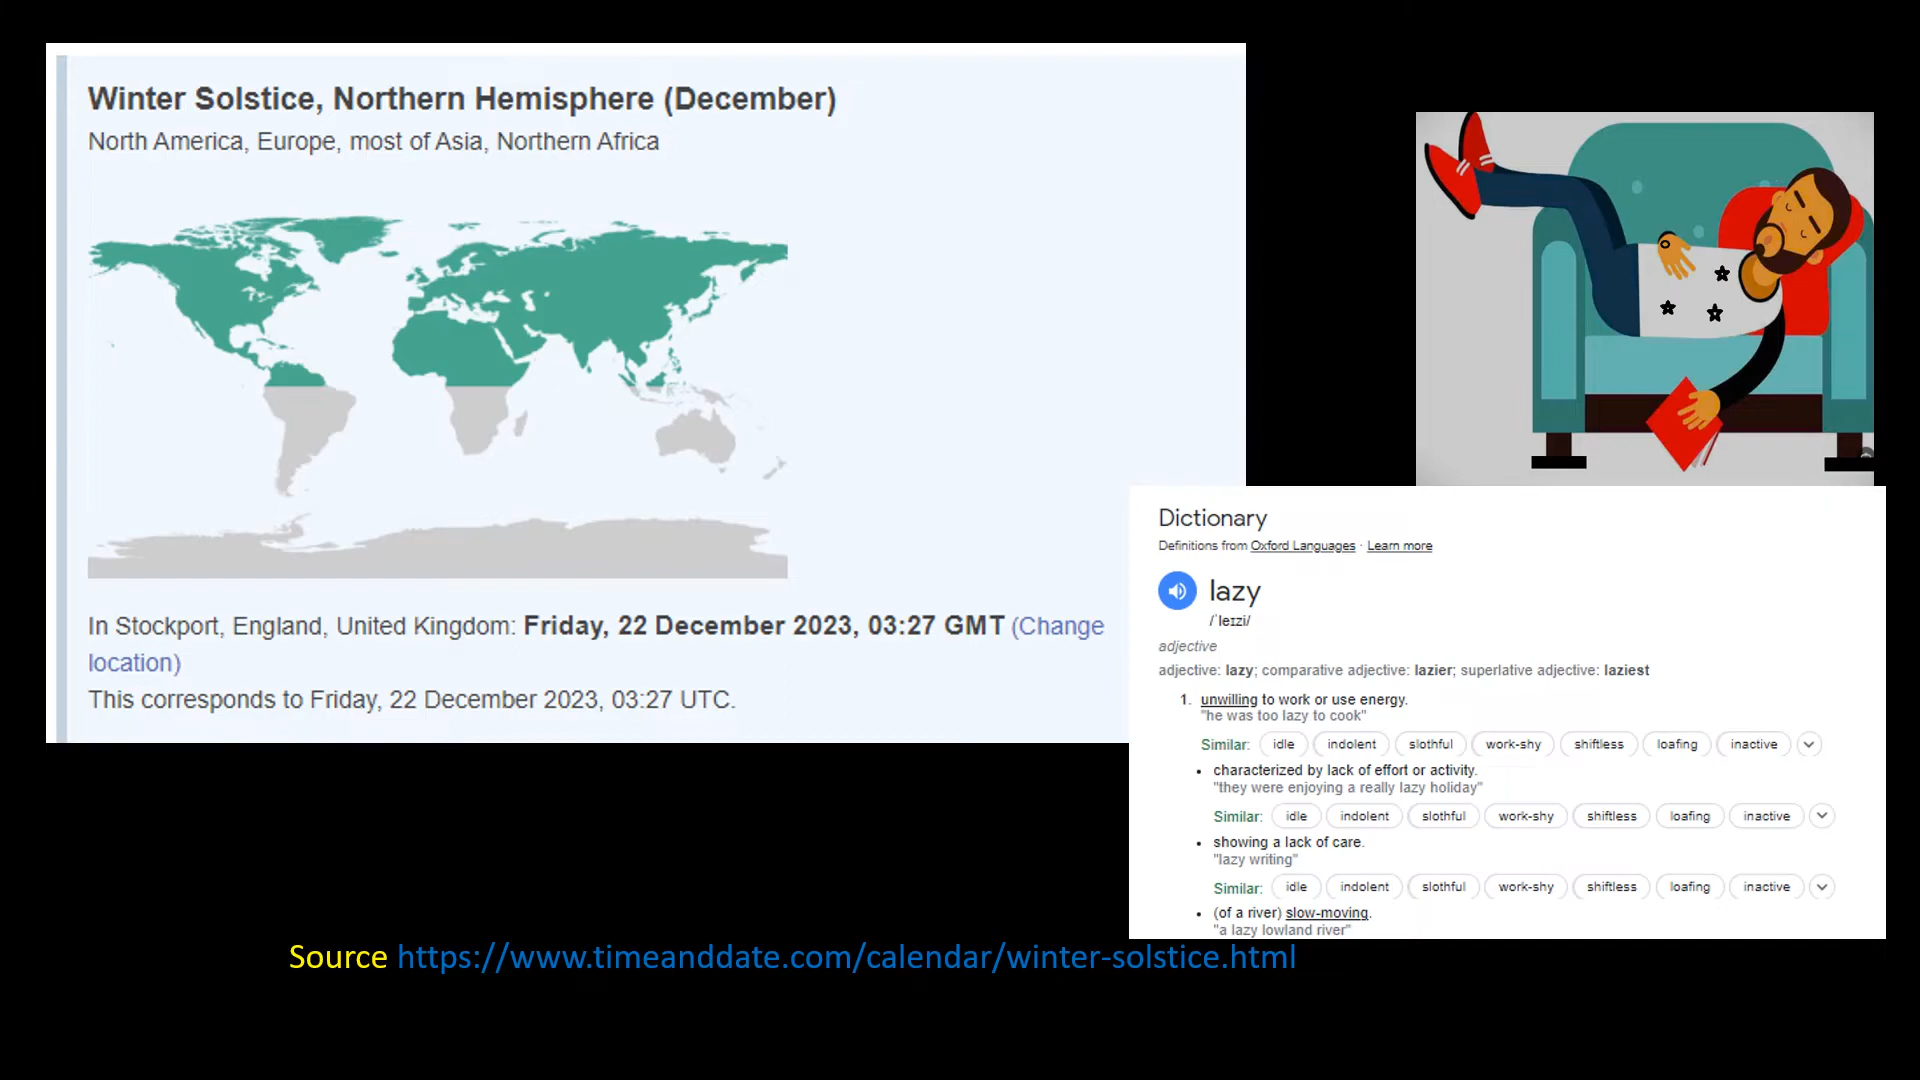 Winter Solstice, Northern Hemisphere (December)
North America, Europe, most of Asia, Northern Africa
In Stockport, England, United Kingdom: Friday, 22 December 2023, 03:27 GMT (Change
location)
This corresponds to Friday, 22 December 2023, 03:27 UTC.
Dictionary
Definitions from Oxford Languages · Learn more
lazy
/ˈleɪzi/
adjective
adjective: lazy; comparative adjective: lazier; superlative adjective: laziest
1. unwilling to work or use energy.
"he was too lazy to cook"
Similar: idle indolent slothful work-shy shiftless loafing inactive
• characterized by lack of effort or activity.
"they were enjoying a really lazy holiday"
Similar: idle indolent slothful work-shy shiftless loafing inactive
• showing a lack of care.
"lazy writing"
Similar: idle indolent slothful work-shy shiftless loafing inactive
• (of a river) slow-moving.
"a lazy lowland river"
Source https://www.timeanddate.com/calendar/winter-solstice.html